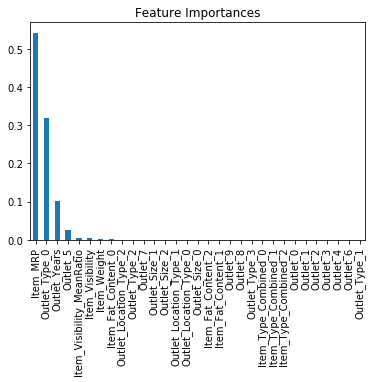 Feature Importances
0.5
0.4
0.3
0.2
0.1
0.0
Item_MRP
Outlet_Type_0
Outlet_Years
Outlet_5
Item_Visibility_MeanRatio
Item_Visibility
Item_Weight
Item_Fat_Content_0
Outlet_Location_Type_2
Outlet_Type_2
Outlet_7
Outlet_Size_1
Outlet_Size_2
Outlet_Location_Type_1
Outlet_Location_Type_0
Outlet_Size_0
Item_Fat_Content_2
Item_Fat_Content_1
Outlet_9
Outlet_8
Outlet_Type_3
Item_Type_Combined_0
Item_Type_Combined_1
Item_Type_Combined_2
Outlet_0
Outlet_1
Outlet_2
Outlet_3
Outlet_4
Outlet_6
Outlet_Type_1